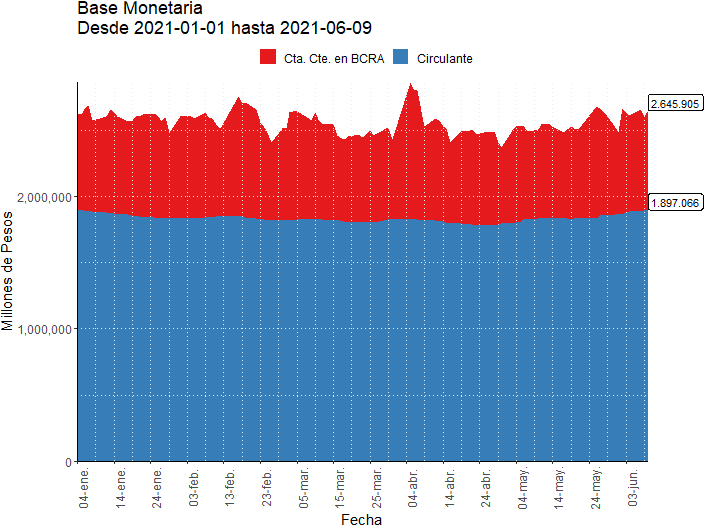 Base Monetaria
Desde 2021-01-01 hasta 2021-06-09
Cta. Cte. en BCRA
Circulante
2.645.905
1.897.066
2,000,000
1,000,000
0
Millones de Pesos
04-ene.
14-ene.
24-ene.
03-feb.
13-feb.
23-feb.
05-mar.
15-mar.
25-mar.
04-abr.
14-abr.
24-abr.
04-may.
14-may.
24-may.
03-jun.
Fecha